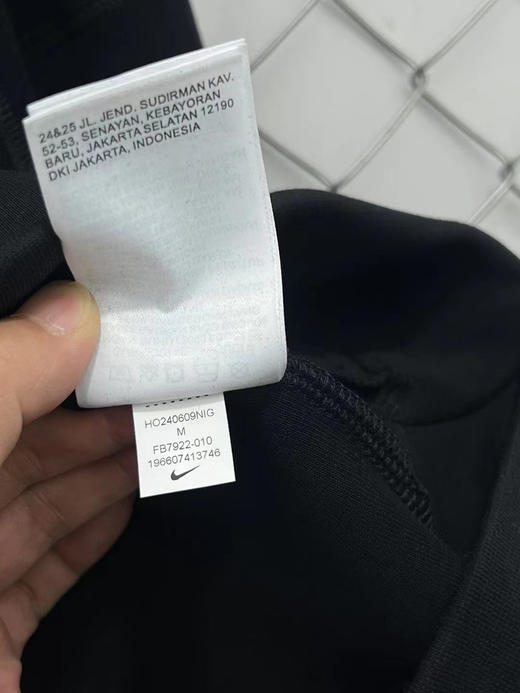 24&25 JL. JEND. SUDIRMAN KAV.
52-53, SENAYAN, KEBAYORAN
BARU, JAKARTA SELATAN 12190
DKI JAKARTA, INDONESIA
HO240609NIG
M
FB7922-010
196607413746